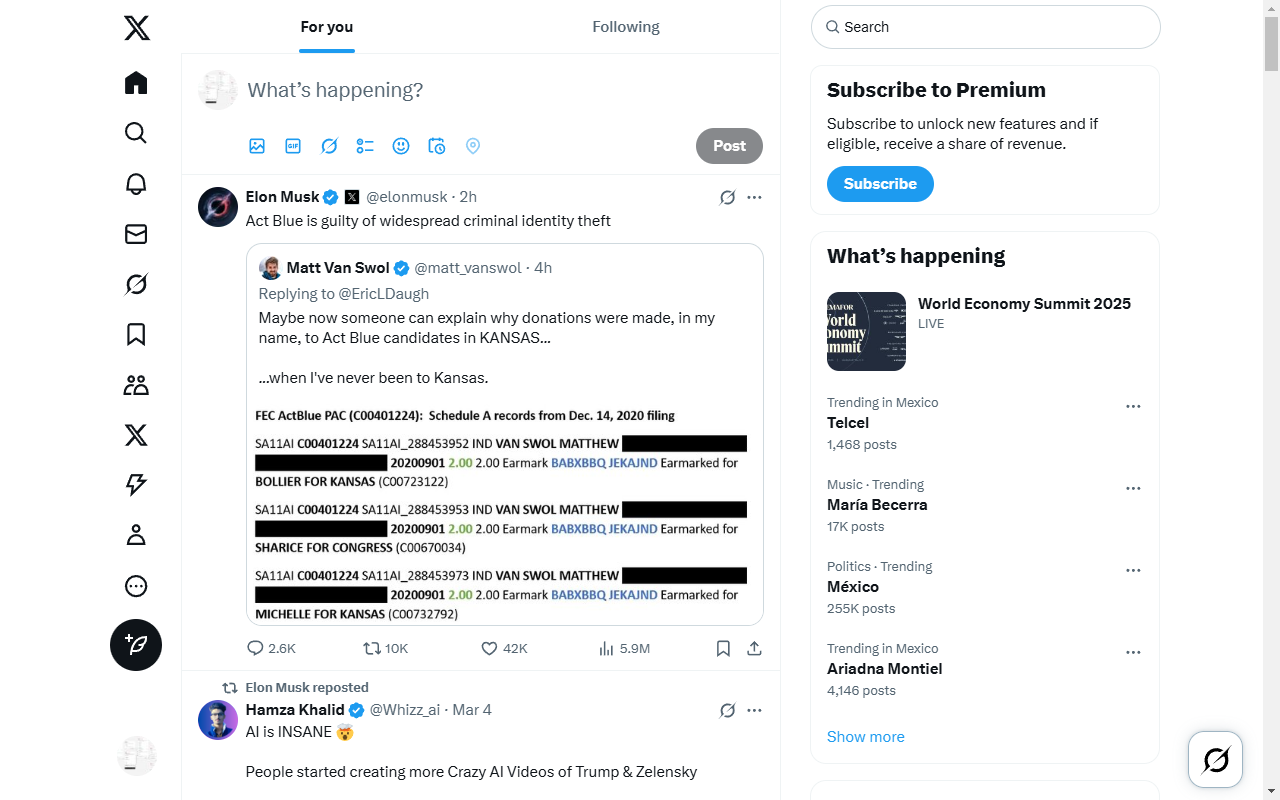 For you
Following
What's happening?
GIF
Post
Elon Musk @elonmusk · 2h
Act Blue is guilty of widespread criminal identity theft
Matt Van Swol @matt_vanswol · 4h
Replying to @EricLDaugh
Maybe now someone can explain why donations were made, in my
name, to Act Blue candidates in KANSAS...
...when I've never been to Kansas.
FEC ActBlue PAC (C00401224): Schedule A records from Dec. 14, 2020 filing
SA11AI C00401224 SA11AI_288453952 IND VAN SWOL MATTHEW
20200901 2.00 2.00 Earmark BABXBBQ JEKAJND Earmarked for
BOLLIER FOR KANSAS (C00723122)
SA11AI C00401224 SA11AI_288453953 IND VAN SWOL MATTHEW
20200901 2.00 2.00 Earmark BABXBBQ JEKAJND Earmarked for
SHARICE FOR CONGRESS (C00670034)
SA11AI C00401224 SA11AI_288453973 IND VAN SWOL MATTHEW
20200901 2.00 2.00 Earmark BABXBBQ JEKAJND Earmarked for
MICHELLE FOR KANSAS (C00732792)
2.6K 10K 42K 5.9M
Elon Musk reposted
Hamza Khalid @Whizz_ai · Mar 4
AI is INSANE 🤯
People started creating more Crazy AI Videos of Trump & Zelensky
Search
Subscribe to Premium
Subscribe to unlock new features and if
eligible, receive a share of revenue.
Subscribe
What's happening
World Economy Summit 2025
LIVE
Trending in Mexico
Telcel
1,468 posts
Music · Trending
María Becerra
17K posts
Politics · Trending
México
255K posts
Trending in Mexico
Ariadna Montiel
4,146 posts
Show more